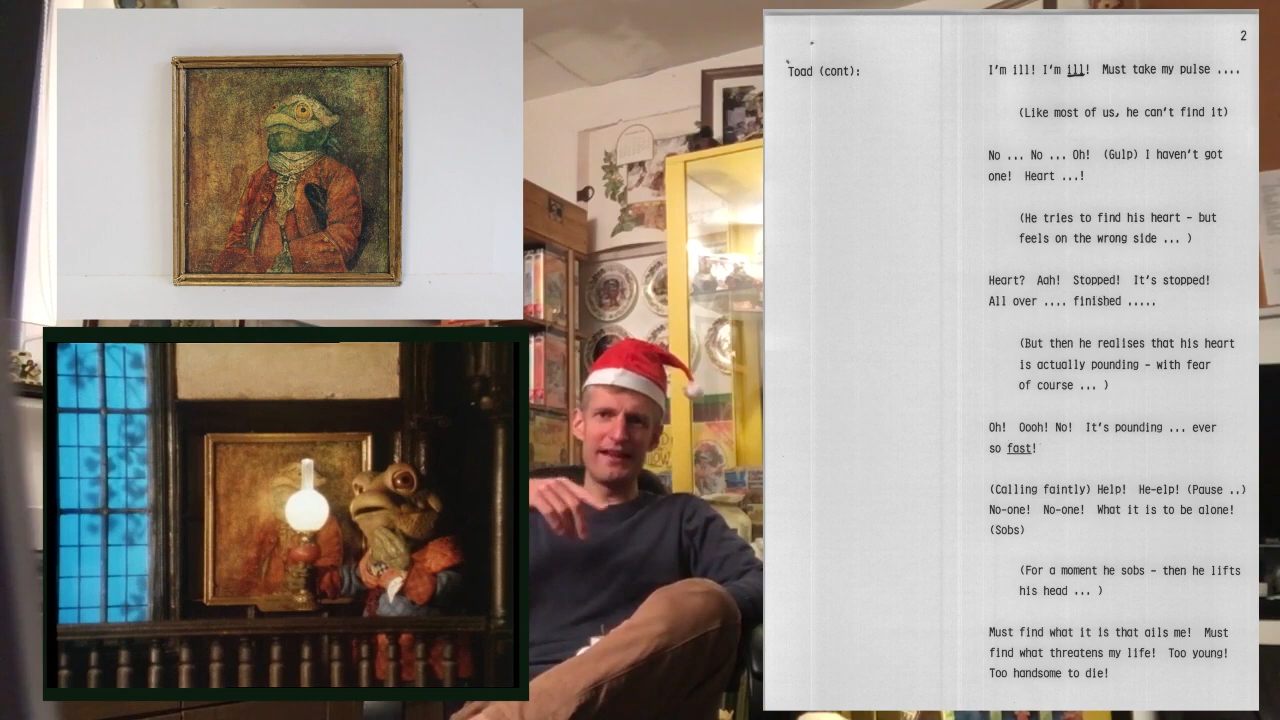 2
Toad (cont):
I'm ill! I'm ill! Must take my pulse ....
(Like most of us, he can't find it)
No ... No ... Oh! (Gulp) I haven't got
one! Heart ...!
(He tries to find his heart - but
feels on the wrong side ... )
Heart? Aah! Stopped! It's stopped!
All over .... finished .....
(But then he realises that his heart
is actually pounding - with fear
of course ... )
Oh! Oooh! No! It's pounding ... ever
so fast!
(Calling faintly) Help! He-elp! (Pause ..)
No-one! No-one! What it is to be alone!
(Sobs)
(For a moment he sobs - then he lifts
his head ... )
Must find what it is that ails me! Must
find what threatens my life! Too young!
Too handsome to die!